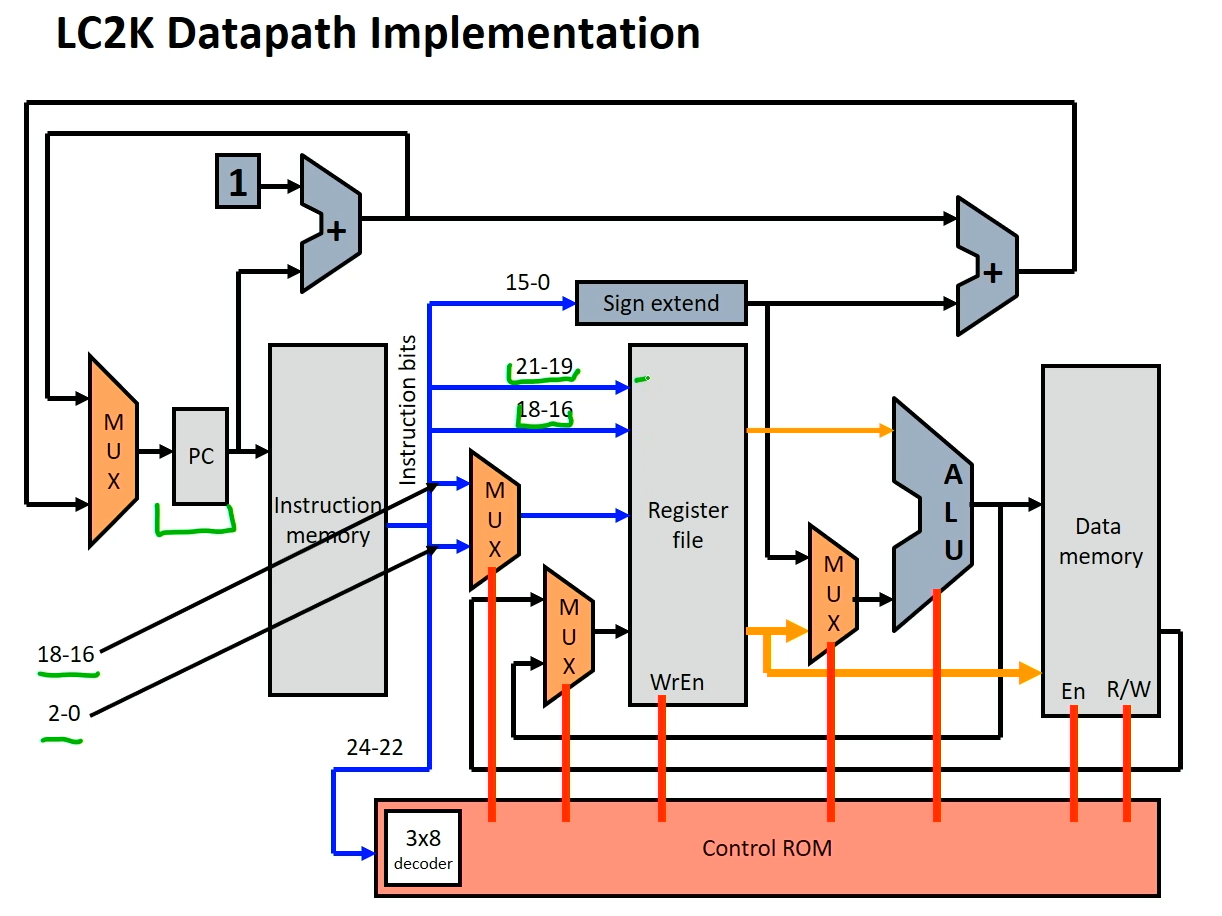 LC2K Datapath Implementation
1
+
+
15-0
Sign extend
Instruction bits
21-19
18-16
M
U
X
PC
Instruction
memory
M
U
X
Register
file
A
L
U
Data
memory
M
U
X
M
U
X
18-16
2-0
WrEn
En
R/W
24-22
3x8
decoder
Control ROM